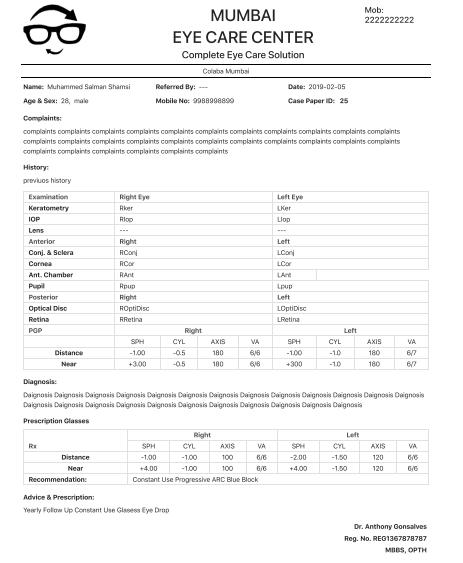 MUMBAI
EYE CARE CENTER
Complete Eye Care Solution
Mob:
2222222222
Colaba Mumbai
Name: Muhammed Salman Shamsi Referred By: --- Date: 2019-02-05
Age & Sex: 28, male Mobile No: 9988998899 Case Paper ID: 25
Complaints:
complaints complaints complaints complaints complaints complaints complaints complaints complaints complaints complaints
complaints complaints complaints complaints complaints complaints complaints complaints complaints complaints complaints
complaints complaints complaints complaints complaints complaints
History:
previuos history
Examination Right Eye Left Eye
Keratometry Rker LKer
IOP RIop LIop
Lens --- ---
Anterior Right Left
Conj. & Sclera RConj LConj
Cornea RCor LCor
Ant. Chamber RAnt LAnt
Pupil Rpup Lpup
Posterior Right Left
Optical Disc ROptiDisc LOptiDisc
Retina RRetina LRetina
PGP Right Left
SPH CYL AXIS VA SPH CYL AXIS VA
Distance -1.00 -0.5 180 6/6 -1.00 -1.0 180 6/7
Near +3.00 -0.5 180 6/6 +300 -1.0 180 6/7
Diagnosis:
Daignosis Daignosis Daignosis Daignosis Daignosis Daignosis Daignosis Daignosis Daignosis Daignosis Daignosis Daignosis Daignosis
Daignosis Daignosis Daignosis Daignosis Daignosis Daignosis Daignosis Daignosis Daignosis Daignosis Daignosis
Prescription Glasses
Right Left
Rx SPH CYL AXIS VA SPH CYL AXIS VA
Distance -1.00 -1.00 100 6/6 -2.00 -1.50 120 6/6
Near +4.00 -1.00 100 6/6 +4.00 -1.50 120 6/6
Recommendation: Constant Use Progressive ARC Blue Block
Advice & Prescription:
Yearly Follow Up Constant Use Glasess Eye Drop
Dr. Anthony Gonsalves
Reg. No. REG1367878787
MBBS, OPTH